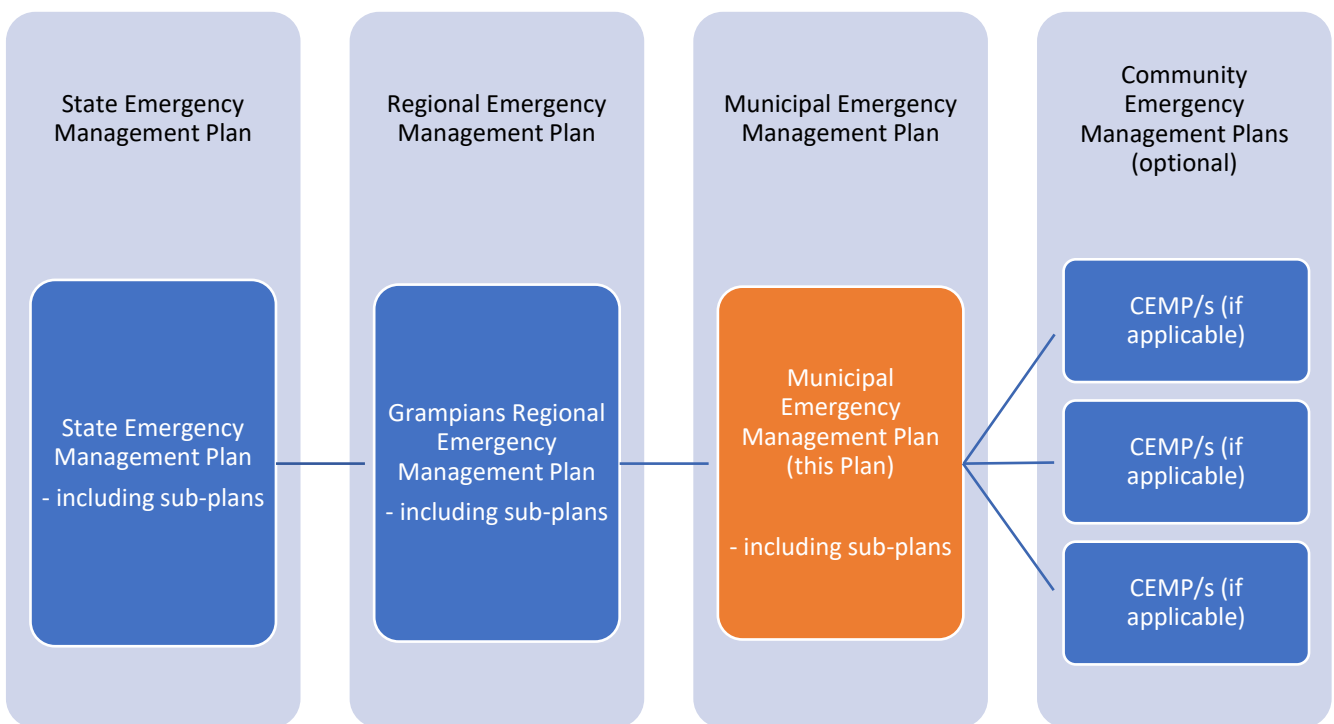 State Emergency
Management Plan
Regional Emergency
Management Plan
Municipal Emergency
Management Plan
Community
Emergency
Management Plans
(optional)
State Emergency
Management Plan
- including sub-plans
Grampians Regional
Emergency
Management Plan
- including sub-plans
Municipal
Emergency
Management Plan
(this Plan)
- including sub-plans
CEMP/s (if
applicable)
CEMP/s (if
applicable)
CEMP/s (if
applicable)